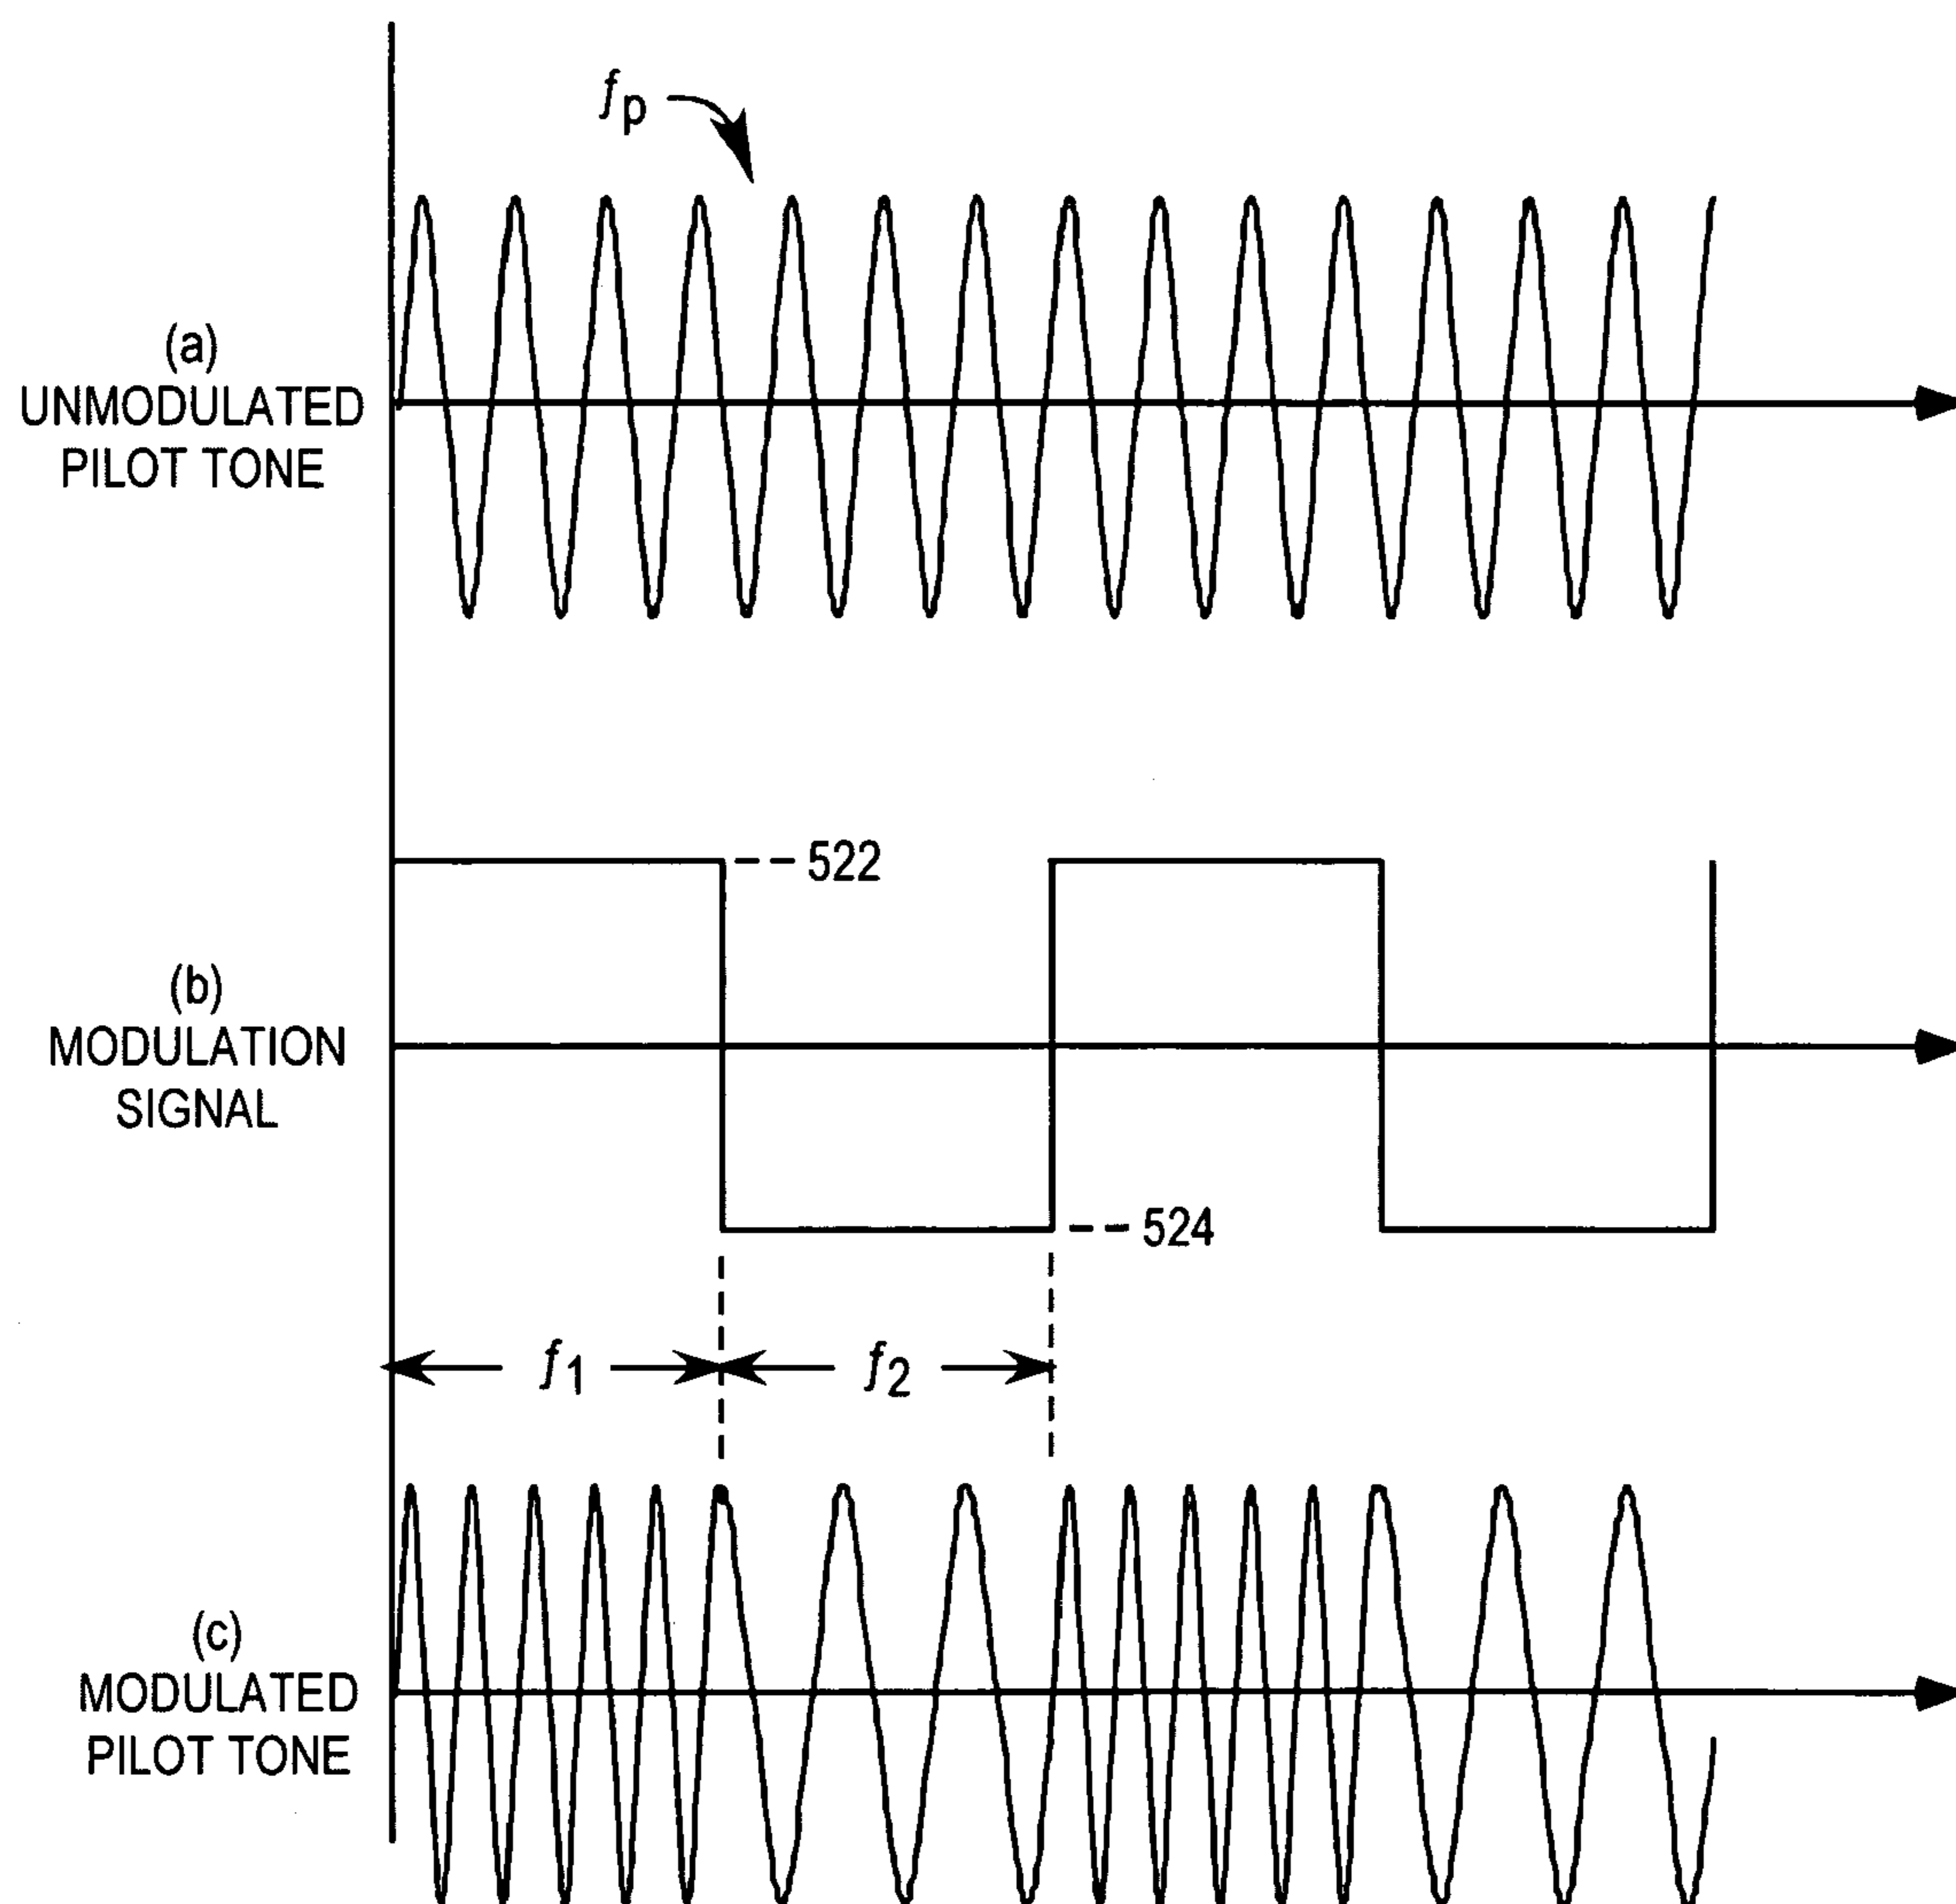 fp
(a)
UNMODULATED
PILOT TONE
522
(b)
MODULATION
SIGNAL
524
f1
f2
(c)
MODULATED
PILOT TONE